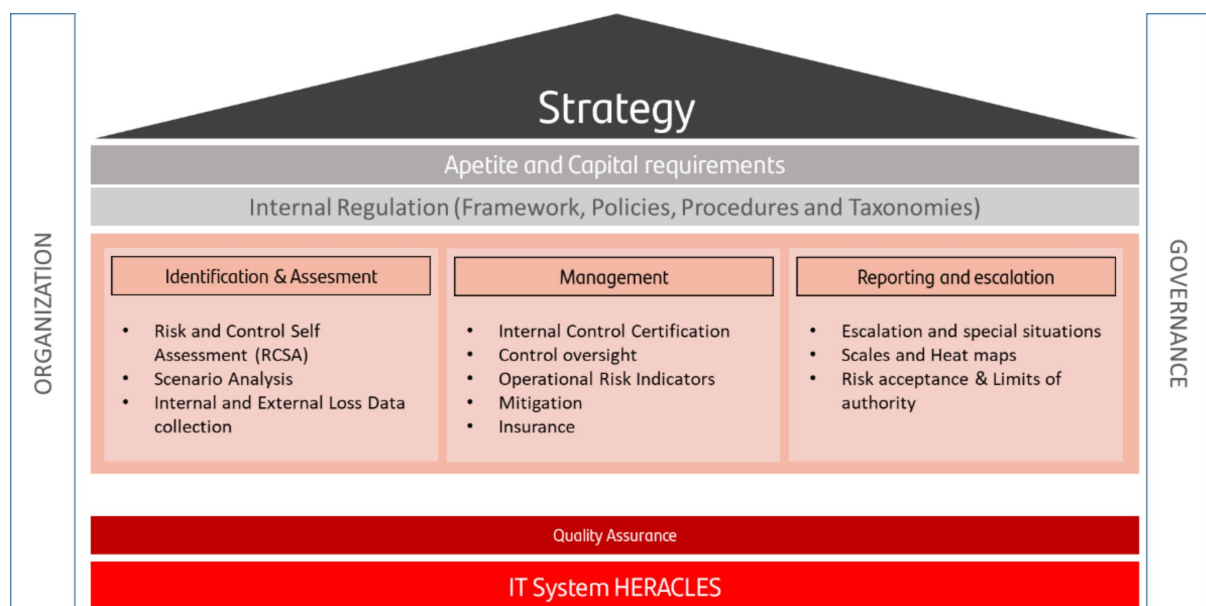 ORGANIZATION
Strategy
Apetite and Capital requirements
Internal Regulation (Framework, Policies, Procedures and Taxonomies)
Identification & Assesment
• Risk and Control Self
Assessment (RCSA)
• Scenario Analysis
• Internal and External Loss Data
collection
Management
• Internal Control Certification
• Control oversight
• Operational Risk Indicators
• Mitigation
• Insurance
Reporting and escalation
• Escalation and special situations
• Scales and Heat maps
• Risk acceptance & Limits of
authority
Quality Assurance
IT System HERACLES
GOVERNANCE